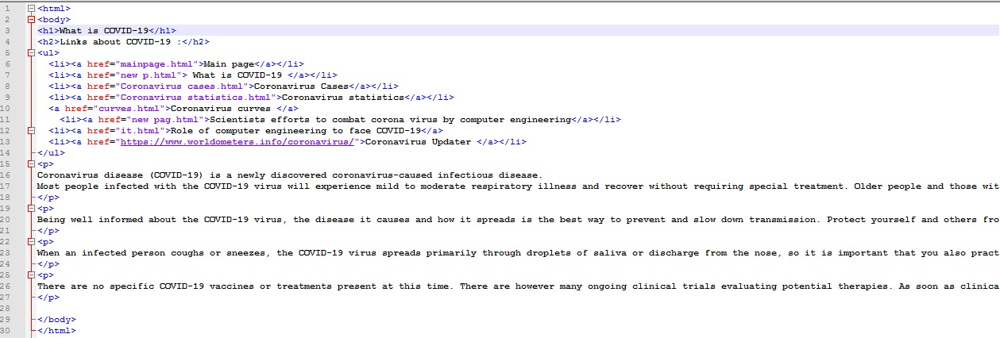 1 <html>
2 <body>
3 <h1>What is COVID-19</h1>
4 <h2>Links about COVID-19 :</h2>
5 <ul>
6 <li><a href="mainpage.html">Main page</a></li>
7 <li><a href="new p.html"> What is COVID-19 </a></li>
8 <li><a href="Coronavirus cases.html">Coronavirus Cases</a></li>
9 <li><a href="Coronavirus statistics.html">Coronavirus statistics</a></li>
10 <a href="curves.html">Coronavirus curves </a>
11 <li><a href="new pag.html">Scientists efforts to combat corona virus by computer engineering</a></li>
12 <li><a href="it.html">Role of computer engineering to face COVID-19</a>
13 <li><a href="https://www.worldometers.info/coronavirus/">Coronavirus Updater </a></li>
14 </ul>
15 <p>
16 Coronavirus disease (COVID-19) is a newly discovered coronavirus-caused infectious disease.
17 Most people infected with the COVID-19 virus will experience mild to moderate respiratory illness and recover without requiring special treatment. Older people and those wit
18 </p>
19 <p>
20 Being well informed about the COVID-19 virus, the disease it causes and how it spreads is the best way to prevent and slow down transmission. Protect yourself and others fro
21 </p>
22 <p>
23 When an infected person coughs or sneezes, the COVID-19 virus spreads primarily through droplets of saliva or discharge from the nose, so it is important that you also pract
24 </p>
25 <p>
26 There are no specific COVID-19 vaccines or treatments present at this time. There are however many ongoing clinical trials evaluating potential therapies. As soon as clinica
27 </p>
28
29 </body>
30 </html>